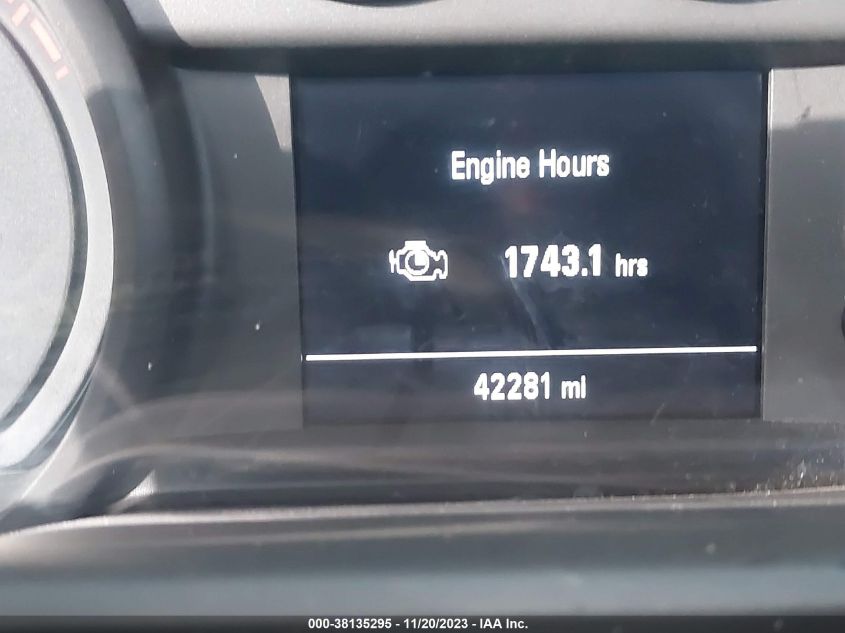 Engine Hours
1743.1 hrs
42281 mi
000-38135295 - 11/20/2023 - IAA Inc.